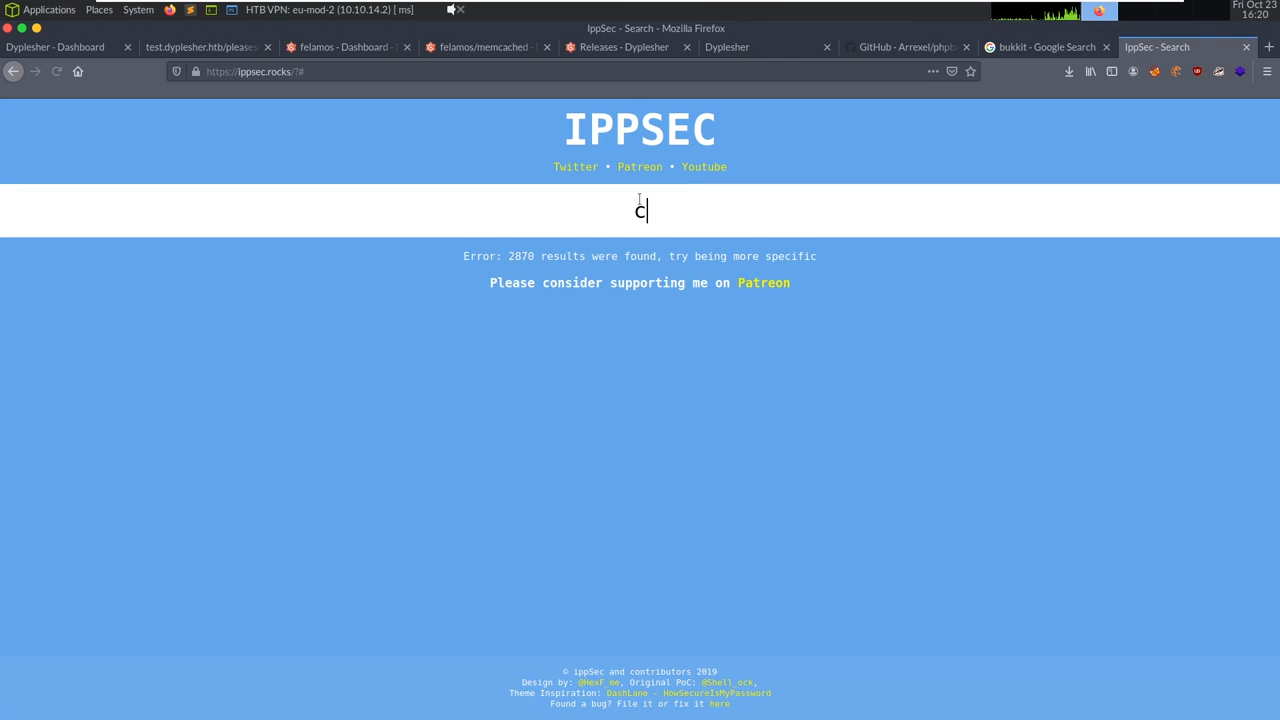 Applications Places System HTB VPN: eu-mod-2 (10.10.14.2) [ ms] Fri Oct 23
16:20
IppSec - Search - Mozilla Firefox
Dyplesher - Dashboard test.dyplesher.htb/please felamos - Dashboard - felamos/memcached - Releases - Dyplesher Dyplesher GitHub - Arrexel/phpb bukkit - Google Search IppSec - Search
https://ippsec.rocks/?#
IPPSEC
Twitter • Patreon • Youtube
c
Error: 2870 results were found, try being more specific
Please consider supporting me on Patreon
© ippSec and contributors 2019
Design by: @HexF_me, Original PoC: @Shell_ock,
Theme Inspiration: DashLane - HowSecureIsMyPassword
Found a bug? File it or fix it here